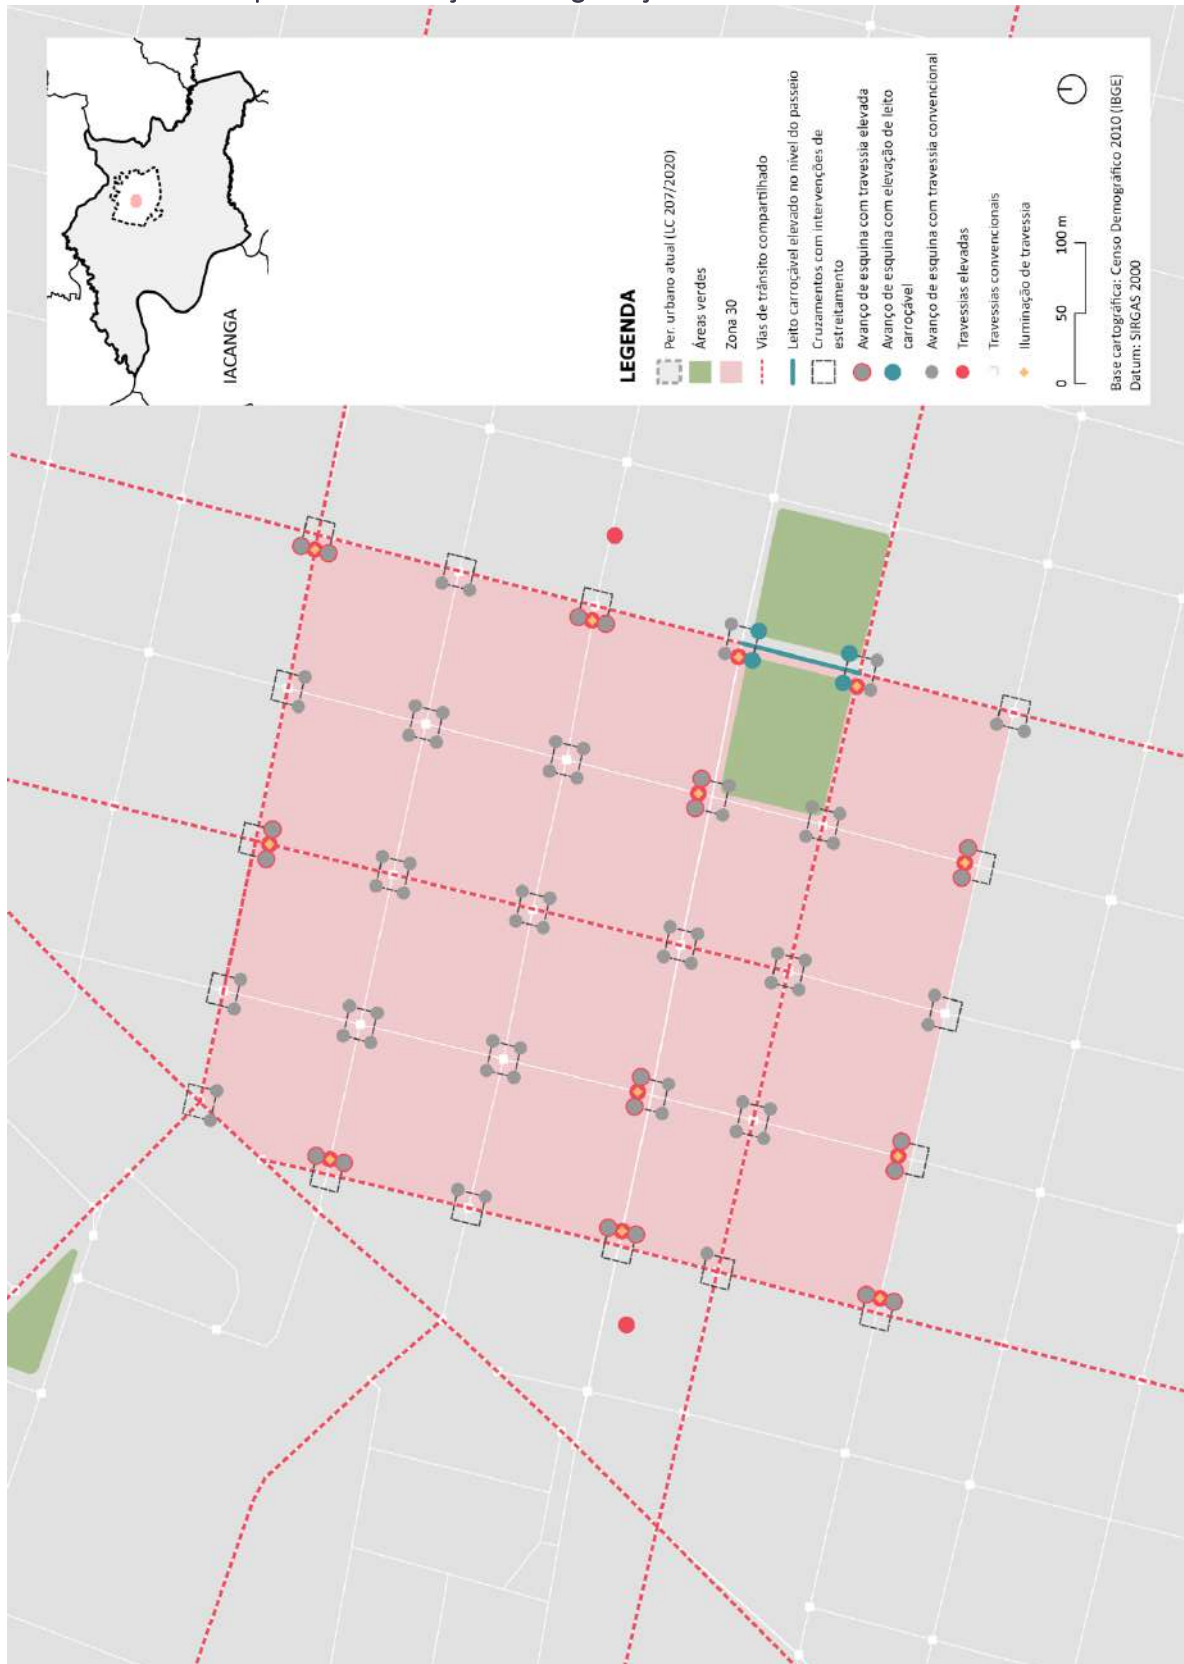 IACANGA
LEGENDA
Per. urbano atual (LC 207/2020)
Áreas verdes
Zona 30
Vias de trânsito compartilhado
Leito carroçável elevado no nível do passeio
Cruzamentos com intervenções de
estreitamento
Avanço de esquina com travessia elevada
Avanço de esquina com elevação de leito
carroçável
Avanço de esquina com travessia convencional
Travessias elevadas
Travessias convencionais
Iluminação de travessia
0 50 100 m
Base cartográfica: Censo Demográfico 2010 (IBGE)
Datum: SIRGAS 2000